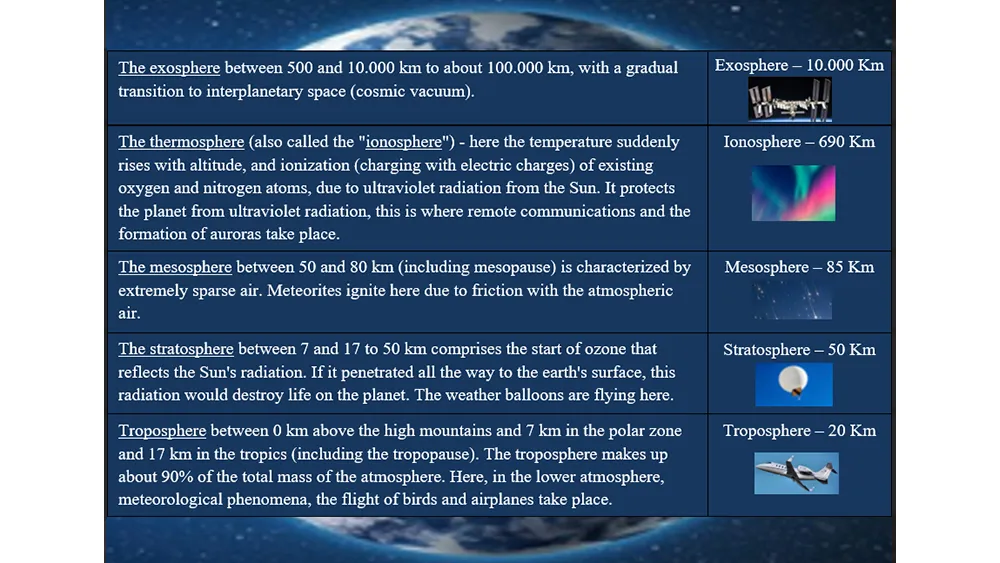 The exosphere between 500 and 10.000 km to about 100.000 km, with a gradual
transition to interplanetary space (cosmic vacuum).
Exosphere – 10.000 Km
The thermosphere (also called the "ionosphere") - here the temperature suddenly
rises with altitude, and ionization (charging with electric charges) of existing
oxygen and nitrogen atoms, due to ultraviolet radiation from the Sun. It protects
the planet from ultraviolet radiation, this is where remote communications and the
formation of auroras take place.
Ionosphere – 690 Km
The mesosphere between 50 and 80 km (including mesopause) is characterized by
extremely sparse air. Meteorites ignite here due to friction with the atmospheric
air.
Mesosphere – 85 Km
The stratosphere between 7 and 17 to 50 km comprises the start of ozone that
reflects the Sun's radiation. If it penetrated all the way to the earth's surface, this
radiation would destroy life on the planet. The weather balloons are flying here.
Stratosphere – 50 Km
Troposphere between 0 km above the high mountains and 7 km in the polar zone
and 17 km in the tropics (including the tropopause). The troposphere makes up
about 90% of the total mass of the atmosphere. Here, in the lower atmosphere,
meteorological phenomena, the flight of birds and airplanes take place.
Troposphere – 20 Km